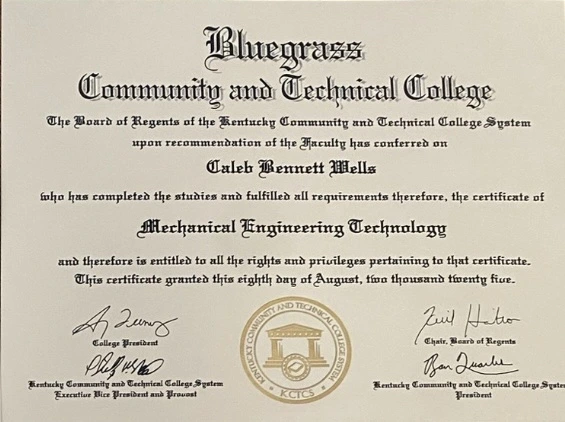 Bluegrass
Community and Technical College
The Board of Regents of the Kentucky Community and Technical College System
upon recommendation of the Faculty has conferred on
Caleb Bennett Wells
who has completed the studies and fulfilled all requirements therefore, the certificate of
Mechanical Engineering Technology
and therefore is entitled to all the rights and privileges pertaining to that certificate.
This certificate granted this eighth day of August, two thousand twenty five.
College President
Chair, Board of Regents
Kentucky Community and Technical College System
Executive Vice President and Provost
KENTUCKY COMMUNITY AND TECHNICAL COLLEGE SYSTEM
KCTCS
Kentucky Community and Technical College System
President